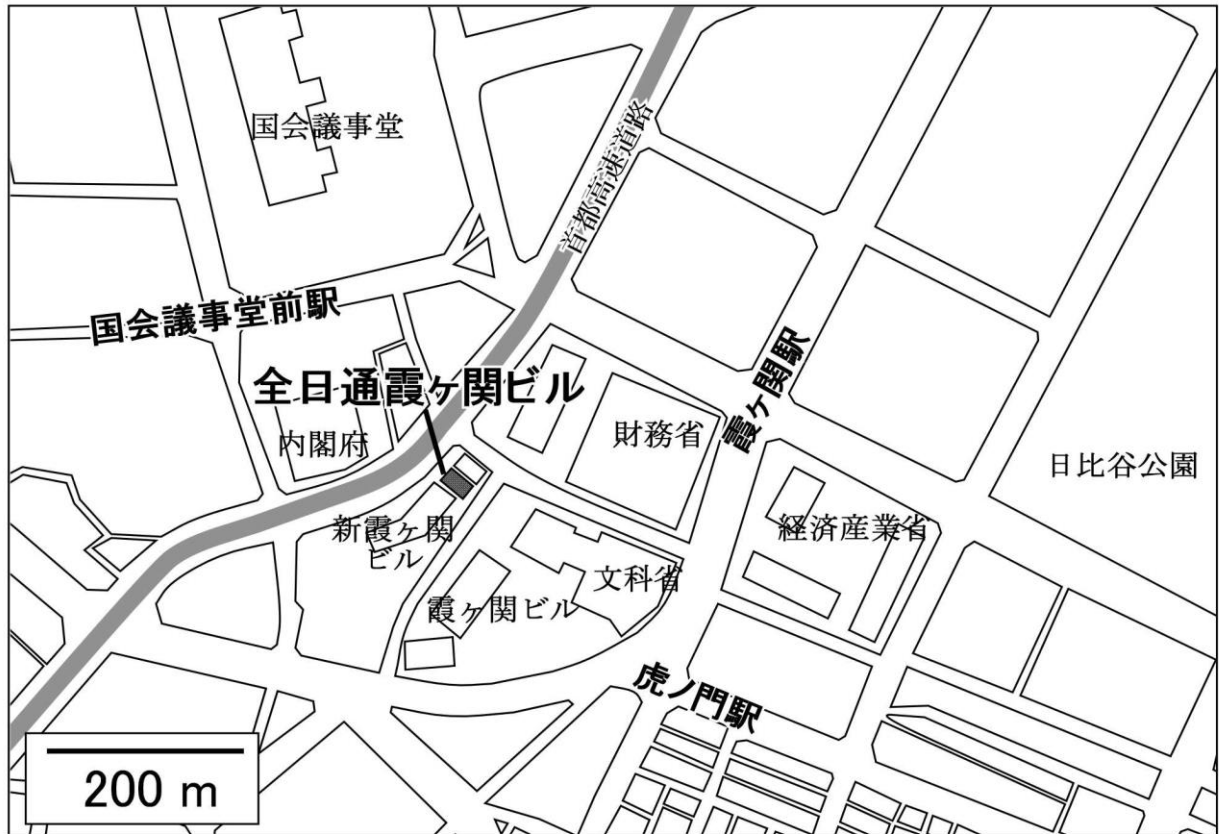 国会議事堂
首都高速道路
国会議事堂前駅
全日通霞ヶ関ビル
霞ヶ関駅
内閣府
財務省
日比谷公園
新霞ヶ関
ビル
経済産業省
文科省
霞ヶ関ビル
虎ノ門駅
200 m